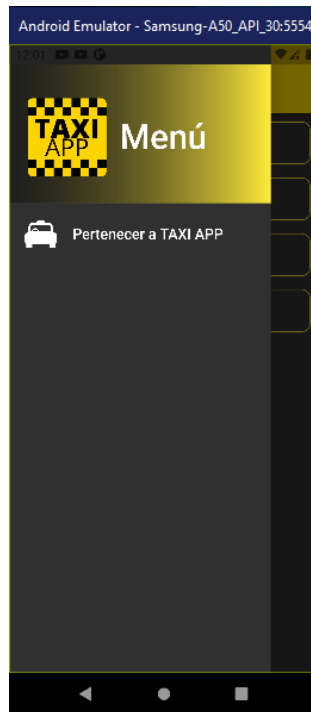 Android Emulator - Samsung-A50_API_30:5554
12:01
TAXI
APP
Menú
Pertenecer a TAXI APP